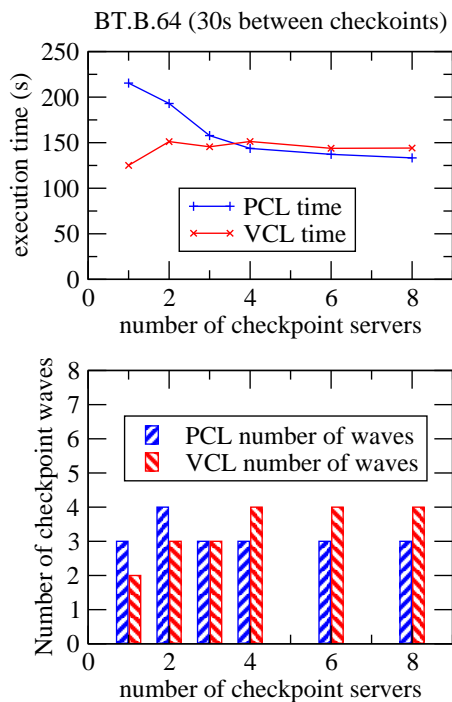 BT.B.64 (30s between checkoints)
execution time (s)
250
200
150
100
50
0
PCL time
VCL time
0 2 4 6 8
number of checkpoint servers
Number of checkpoint waves
8
7
6
5
4
3
2
1
0
PCL number of waves
VCL number of waves
0 2 4 6 8
number of checkpoint servers